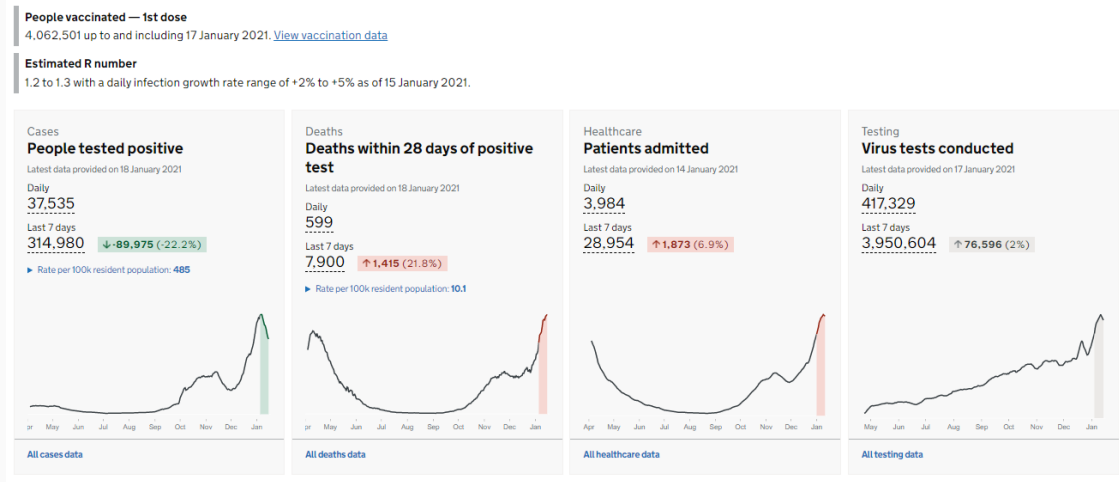 People vaccinated — 1st dose
4,062,501 up to and including 17 January 2021. View vaccination data
Estimated R number
1.2 to 1.3 with a daily infection growth rate range of +2% to +5% as of 15 January 2021.
Cases
People tested positive
Latest data provided on 18 January 2021
Daily
37,535
Last 7 days
314,980 ↓-89,975 (-22.2%)
▶ Rate per 100k resident population: 485
pr May Jun Jul Aug Sep Oct Nov Dec Jan
All cases data
Deaths
Deaths within 28 days of positive
test
Latest data provided on 18 January 2021
Daily
599
Last 7 days
7,900 ↑1,415 (21.8%)
▶ Rate per 100k resident population: 10.1
pr May Jun Jul Aug Sep Oct Nov Dec Jan
All deaths data
Healthcare
Patients admitted
Latest data provided on 14 January 2021
Daily
3,984
Last 7 days
28,954 ↑1,873 (6.9%)
Apr May Jun Jul Aug Sep Oct Nov Dec Jan
All healthcare data
Testing
Virus tests conducted
Latest data provided on 17 January 2021
Daily
417,329
Last 7 days
3,950,604 ↑76,596 (2%)
May Jun Jul Aug Sep Oct Nov Dec Jan
All testing data